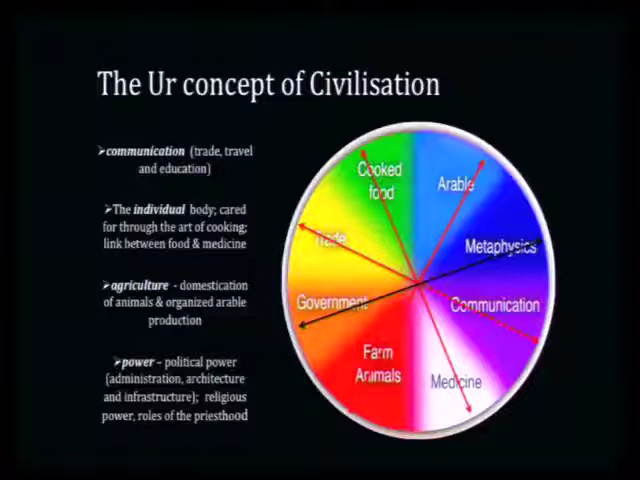 The Ur concept of Civilisation
➢communication (trade, travel
and education)
➢The individual body; cared
for through the art of cooking;
link between food & medicine
➢agriculture - domestication
of animals & organized arable
production
➢power – political power
(administration, architecture
and infrastructure); religious
power, roles of the priesthood
Cooked
food
Arable
Trade
Metaphysics
Government
Communication
Farm
Animals
Medicine